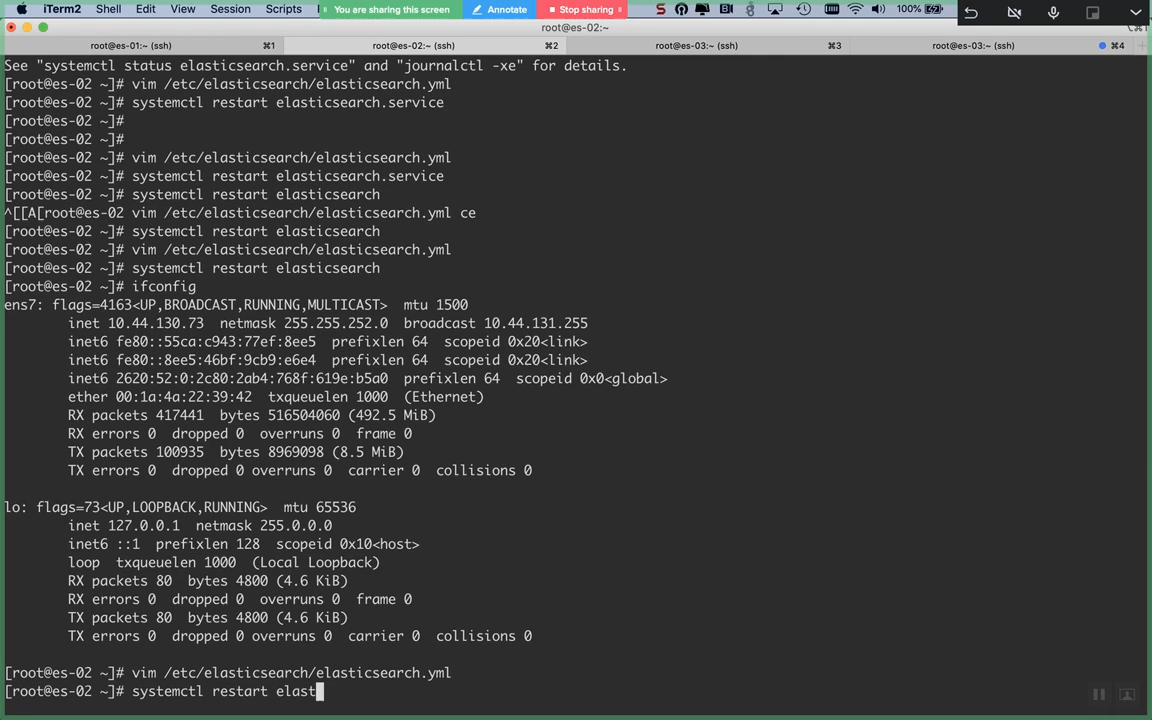 iTerm2 Shell Edit View Session Scripts You are sharing this screen Annotate Stop sharing 100%
root@es-02:~
root@es-01:~ (ssh) ⌘1 root@es-02:~ (ssh) ⌘2 root@es-03:~ (ssh) ⌘3 root@es-03:~ (ssh) ⌘4
See "systemctl status elasticsearch.service" and "journalctl -xe" for details.
[root@es-02 ~]# vim /etc/elasticsearch/elasticsearch.yml
[root@es-02 ~]# systemctl restart elasticsearch.service
[root@es-02 ~]#
[root@es-02 ~]#
[root@es-02 ~]# vim /etc/elasticsearch/elasticsearch.yml
[root@es-02 ~]# systemctl restart elasticsearch.service
[root@es-02 ~]# systemctl restart elasticsearch
^[[A[root@es-02 vim /etc/elasticsearch/elasticsearch.yml ce
[root@es-02 ~]# systemctl restart elasticsearch
[root@es-02 ~]# vim /etc/elasticsearch/elasticsearch.yml
[root@es-02 ~]# systemctl restart elasticsearch
[root@es-02 ~]# ifconfig
ens7: flags=4163<UP,BROADCAST,RUNNING,MULTICAST> mtu 1500
inet 10.44.130.73 netmask 255.255.252.0 broadcast 10.44.131.255
inet6 fe80::55ca:c943:77ef:8ee5 prefixlen 64 scopeid 0x20<link>
inet6 fe80::8ee5:46bf:9cb9:e6e4 prefixlen 64 scopeid 0x20<link>
inet6 2620:52:0:2c80:2ab4:768f:619e:b5a0 prefixlen 64 scopeid 0x0<global>
ether 00:1a:4a:22:39:42 txqueuelen 1000 (Ethernet)
RX packets 417441 bytes 516504060 (492.5 MiB)
RX errors 0 dropped 0 overruns 0 frame 0
TX packets 100935 bytes 8969098 (8.5 MiB)
TX errors 0 dropped 0 overruns 0 carrier 0 collisions 0
lo: flags=73<UP,LOOPBACK,RUNNING> mtu 65536
inet 127.0.0.1 netmask 255.0.0.0
inet6 ::1 prefixlen 128 scopeid 0x10<host>
loop txqueuelen 1000 (Local Loopback)
RX packets 80 bytes 4800 (4.6 KiB)
RX errors 0 dropped 0 overruns 0 frame 0
TX packets 80 bytes 4800 (4.6 KiB)
TX errors 0 dropped 0 overruns 0 carrier 0 collisions 0
[root@es-02 ~]# vim /etc/elasticsearch/elasticsearch.yml
[root@es-02 ~]# systemctl restart elast